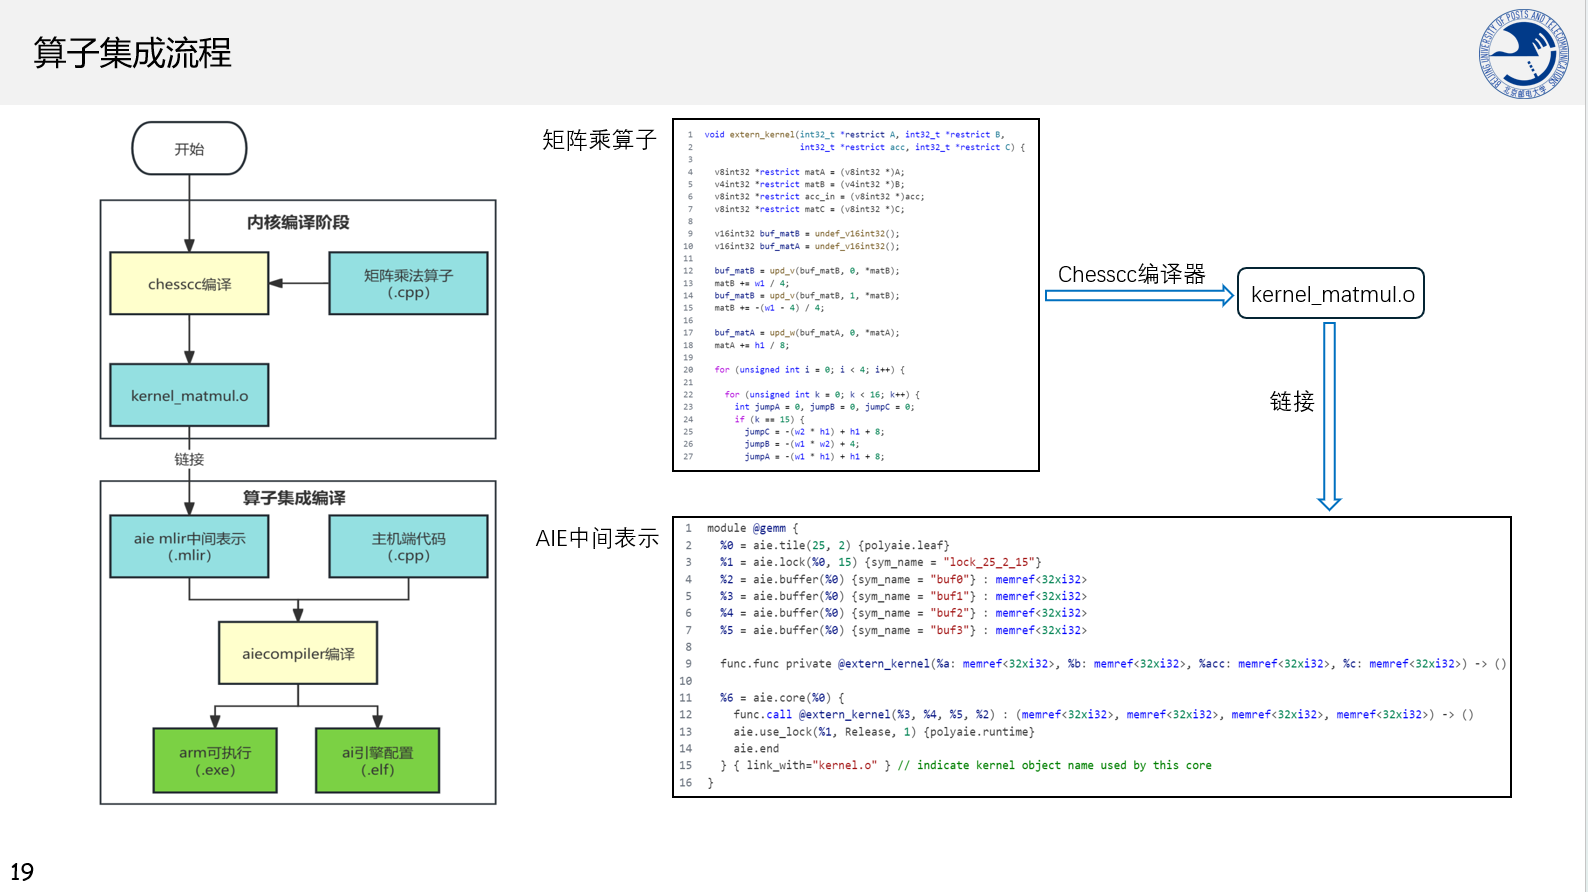 算子集成流程
BEIJING UNIVERSITY OF POSTS AND TELECOMMUNICATIONS
北京邮电大学
开始
内核编译阶段
chesscc编译
矩阵乘法算子
(.cpp)
kernel_matmul.o
链接
算子集成编译
aie mlir中间表示
(.mlir)
主机端代码
(.cpp)
aiecompiler编译
arm可执行
(.exe)
ai引擎配置
(.elf)
矩阵乘算子
1 void extern_kernel(int32_t *restrict A, int32_t *restrict B,
2 int32_t *restrict acc, int32_t *restrict C) {
3
4 v8int32 *restrict matA = (v8int32 *)A;
5 v4int32 *restrict matB = (v4int32 *)B;
6 v8int32 *restrict acc_in = (v8int32 *)acc;
7 v8int32 *restrict matC = (v8int32 *)C;
8
9 v16int32 buf_matB = undef_v16int32();
10 v16int32 buf_matA = undef_v16int32();
11
12 buf_matB = upd_v(buf_matB, 0, *matB);
13 matB += w1 / 4;
14 buf_matB = upd_v(buf_matB, 1, *matB);
15 matB += -(w1 - 4) / 4;
16
17 buf_matA = upd_w(buf_matA, 0, *matA);
18 matA += h1 / 8;
19
20 for (unsigned int i = 0; i < 4; i++) {
21
22 for (unsigned int k = 0; k < 16; k++) {
23 int jumpA = 0, jumpB = 0, jumpC = 0;
24 if (k == 15) {
25 jumpC = -(w2 * h1) + h1 + 8;
26 jumpB = -(w1 * w2) + 4;
27 jumpA = -(w1 * h1) + h1 + 8;
Chesscc编译器
kernel_matmul.o
链接
AIE中间表示
1 module @gemm {
2 %0 = aie.tile(25, 2) {polyaie.leaf}
3 %1 = aie.lock(%0, 15) {sym_name = "lock_25_2_15"}
4 %2 = aie.buffer(%0) {sym_name = "buf0"} : memref<32xi32>
5 %3 = aie.buffer(%0) {sym_name = "buf1"} : memref<32xi32>
6 %4 = aie.buffer(%0) {sym_name = "buf2"} : memref<32xi32>
7 %5 = aie.buffer(%0) {sym_name = "buf3"} : memref<32xi32>
8
9 func.func private @extern_kernel(%a: memref<32xi32>, %b: memref<32xi32>, %acc: memref<32xi32>, %c: memref<32xi32>) -> ()
10
11 %6 = aie.core(%0) {
12 func.call @extern_kernel(%3, %4, %5, %2) : (memref<32xi32>, memref<32xi32>, memref<32xi32>, memref<32xi32>) -> ()
13 aie.use_lock(%1, Release, 1) {polyaie.runtime}
14 aie.end
15 } { link_with="kernel.o" } // indicate kernel object name used by this core
16 }
19